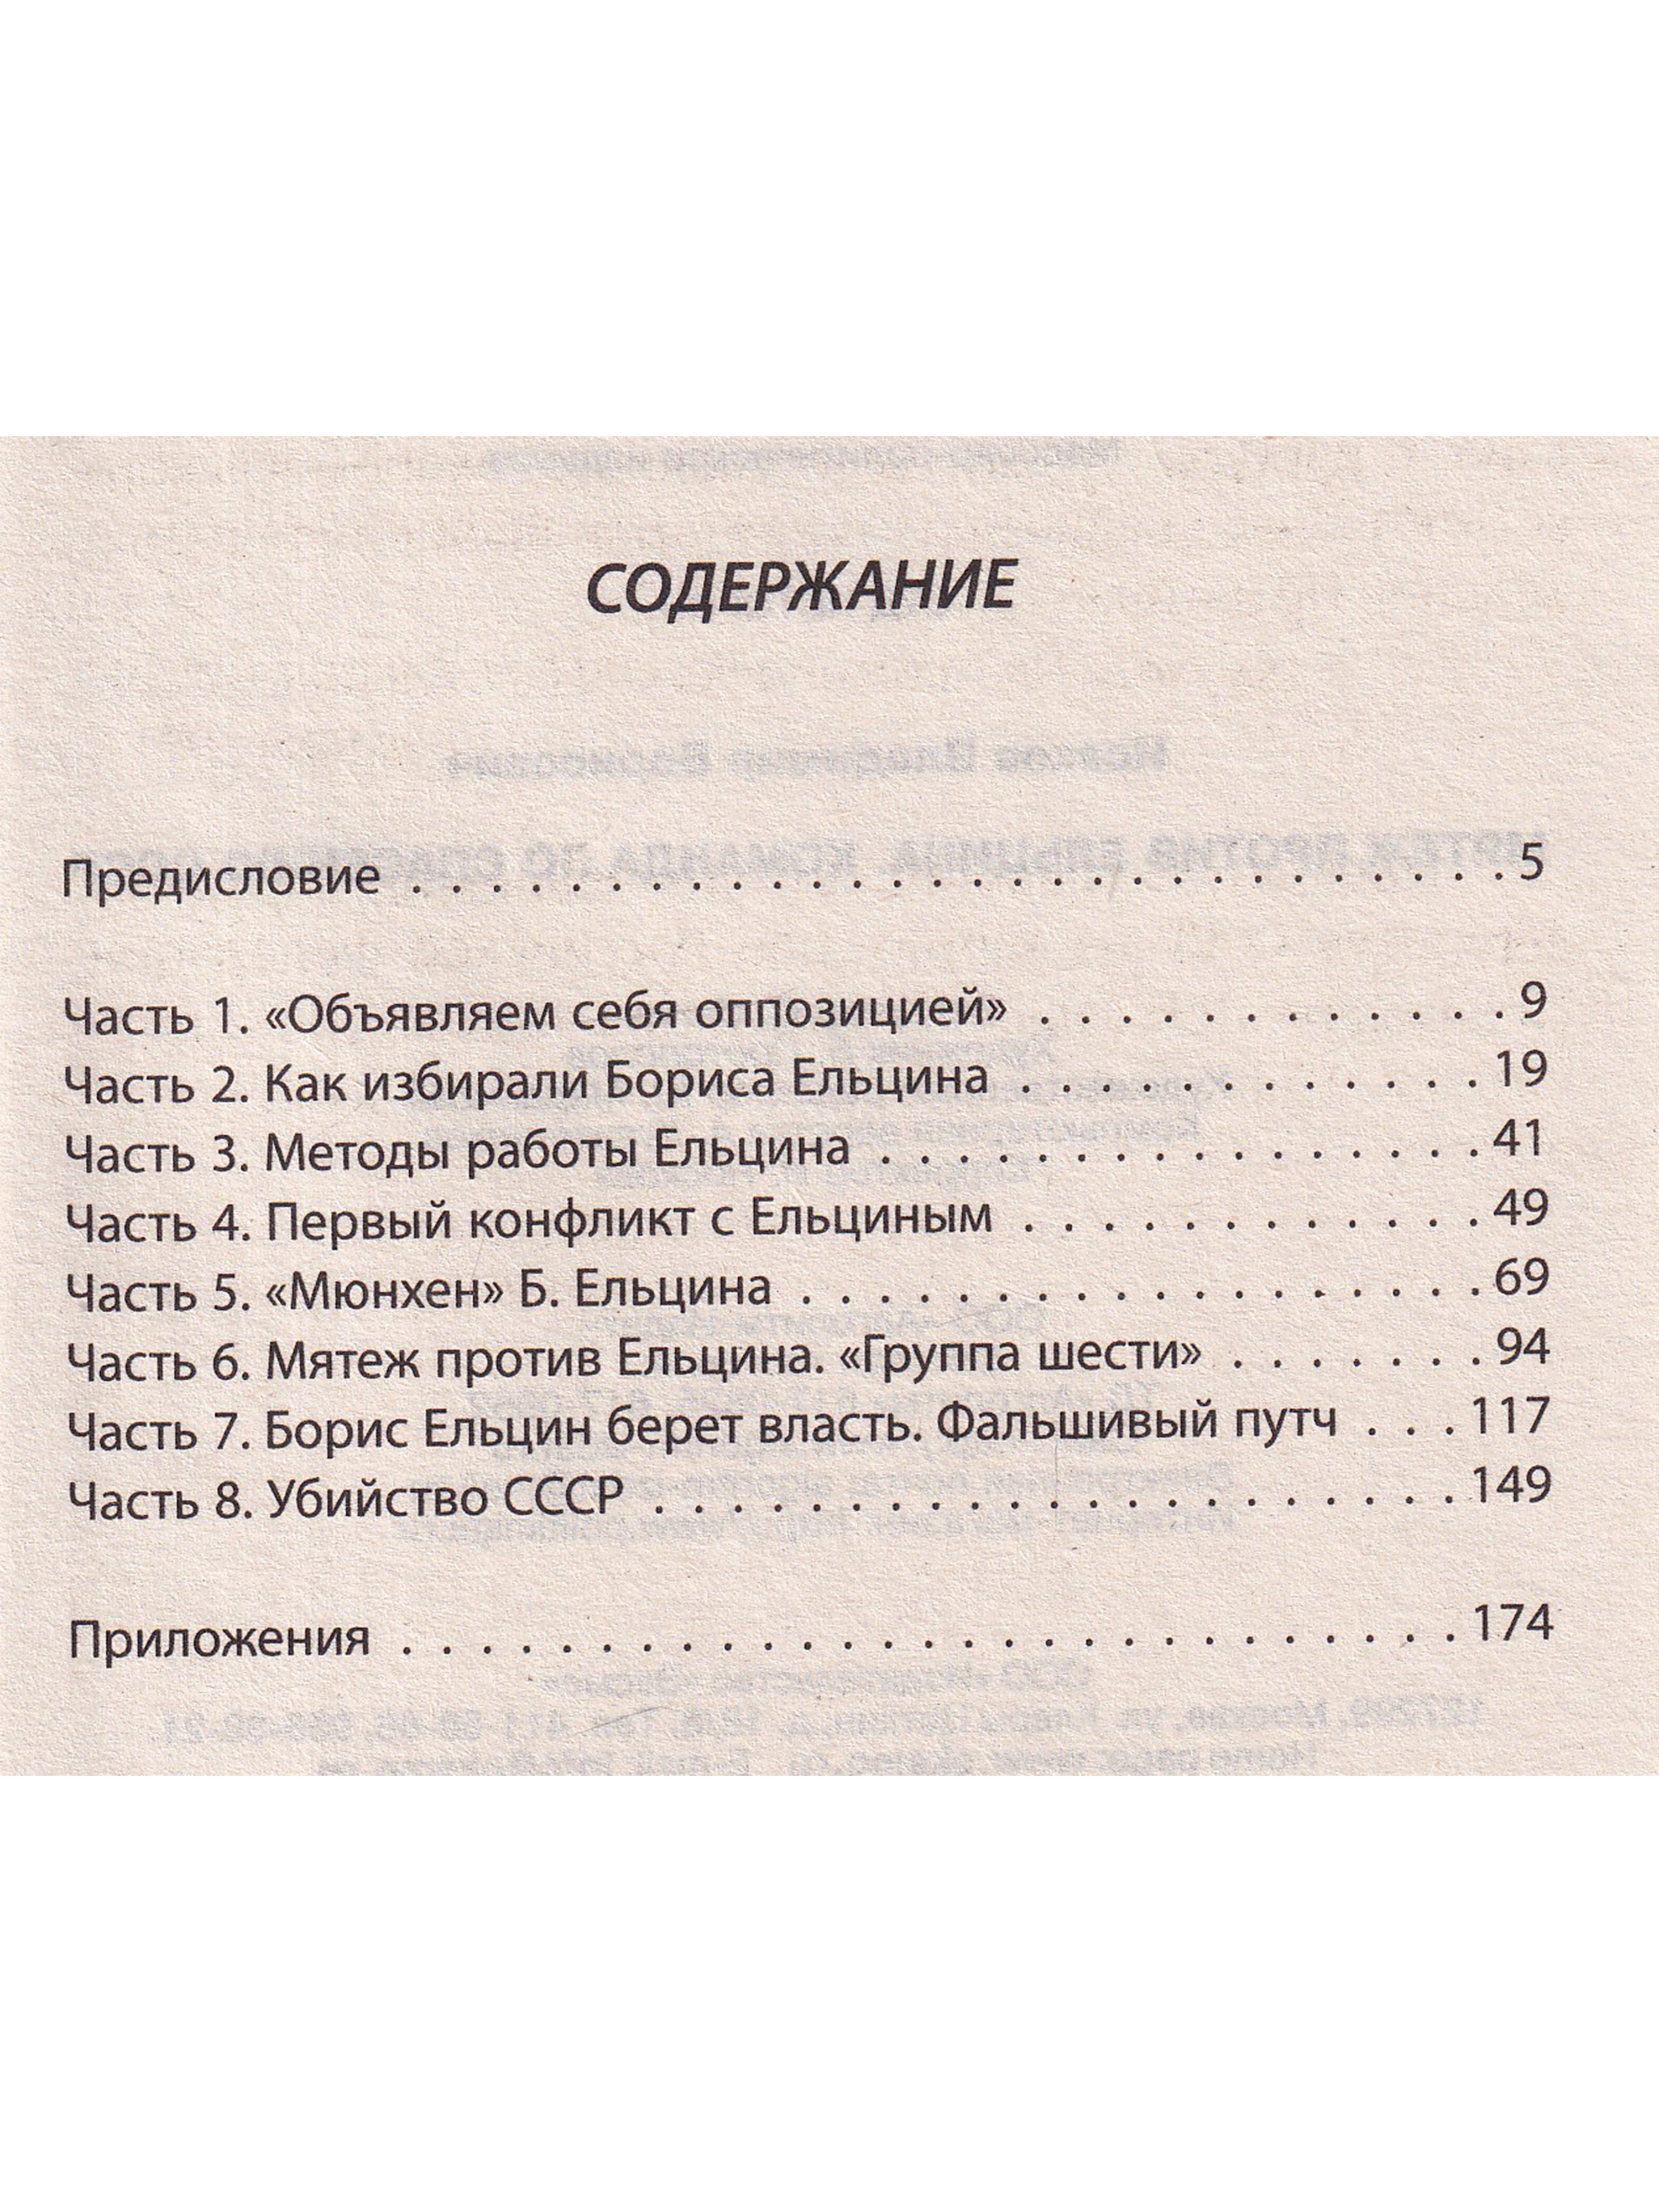 СОДЕРЖАНИЕ
Предисловие . . . . . . . . . . . . . . . . . . . . . . . . . . . . 5
Часть 1. «Объявляем себя оппозицией» . . . . . . . . . . . . 9
Часть 2. Как избирали Бориса Ельцина . . . . . . . . . . . . 19
Часть 3. Методы работы Ельцина . . . . . . . . . . . . . . . . 41
Часть 4. Первый конфликт с Ельциным . . . . . . . . . . . . 49
Часть 5. «Мюнхен» Б. Ельцина . . . . . . . . . . . . . . . . . . 69
Часть 6. Мятеж против Ельцина. «Группа шести» . . . . . . . 94
Часть 7. Борис Ельцин берет власть. Фальшивый путч . . . 117
Часть 8. Убийство СССР . . . . . . . . . . . . . . . . . . . . . 149
Приложения . . . . . . . . . . . . . . . . . . . . . . . . . . . 174